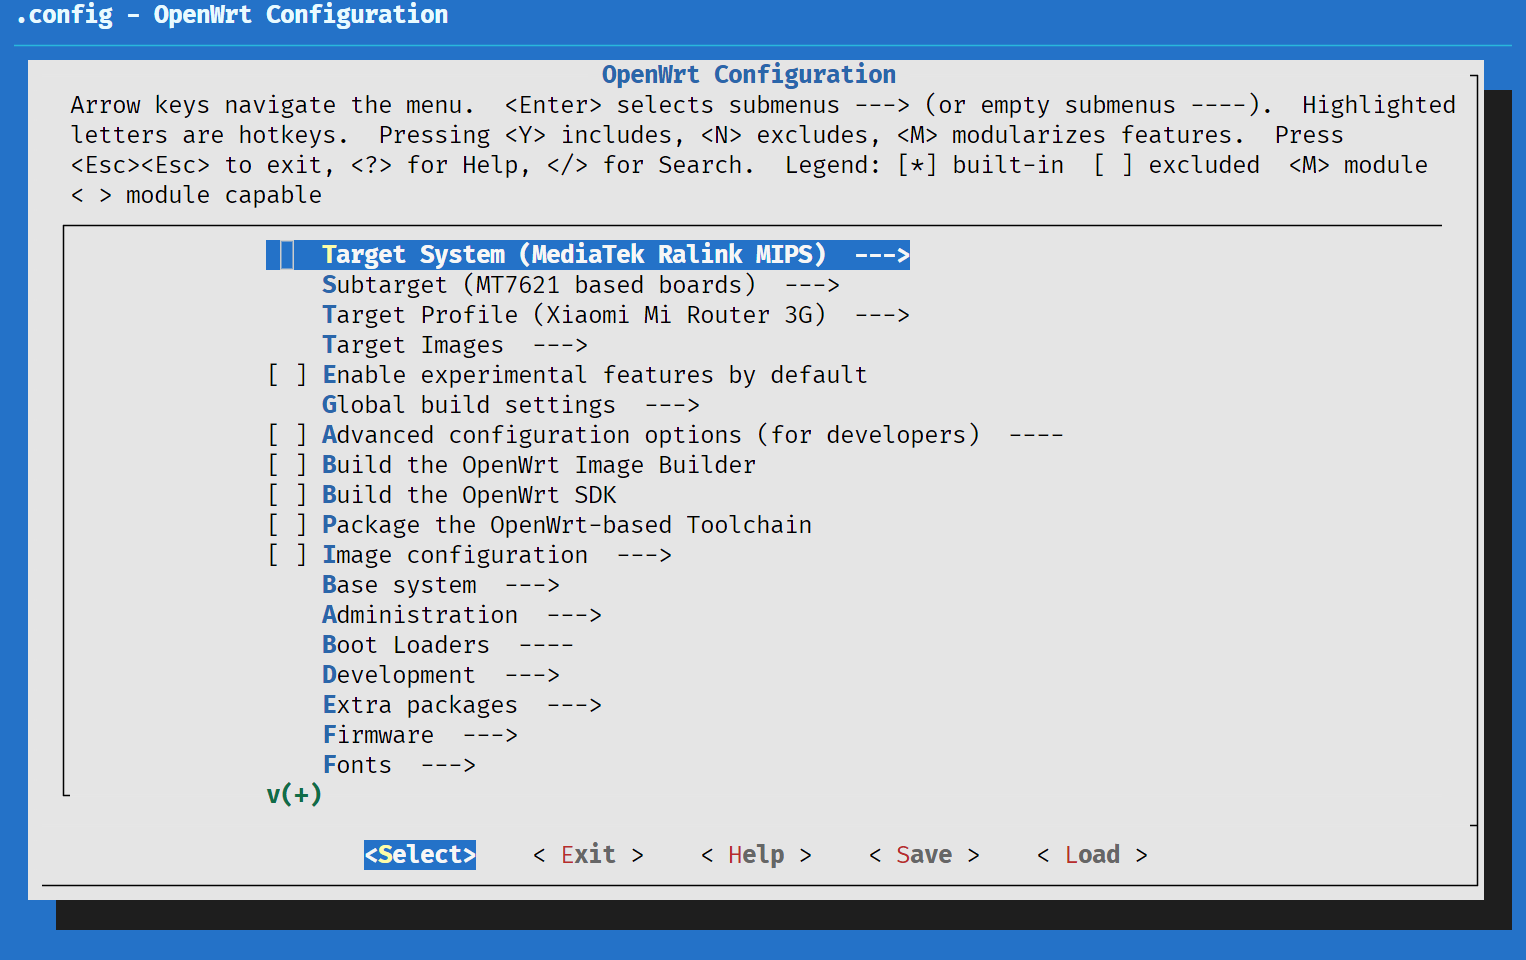 .config - OpenWrt Configuration
OpenWrt Configuration
Arrow keys navigate the menu.  <Enter> selects submenus ---> (or empty submenus ----).  Highlighted
letters are hotkeys.  Pressing <Y> includes, <N> excludes, <M> modularizes features.  Press
<Esc><Esc> to exit, <?> for Help, </> for Search.  Legend: [*] built-in  [ ] excluded  <M> module
< > module capable
Target System (MediaTek Ralink MIPS)  --->
Subtarget (MT7621 based boards)  --->
Target Profile (Xiaomi Mi Router 3G)  --->
Target Images  --->
[ ] Enable experimental features by default
Global build settings  --->
[ ] Advanced configuration options (for developers)  ----
[ ] Build the OpenWrt Image Builder
[ ] Build the OpenWrt SDK
[ ] Package the OpenWrt-based Toolchain
[ ] Image configuration  --->
Base system  --->
Administration  --->
Boot Loaders  ----
Development  --->
Extra packages  --->
Firmware  --->
Fonts  --->
v(+)
<Select>    < Exit >    < Help >    < Save >    < Load >